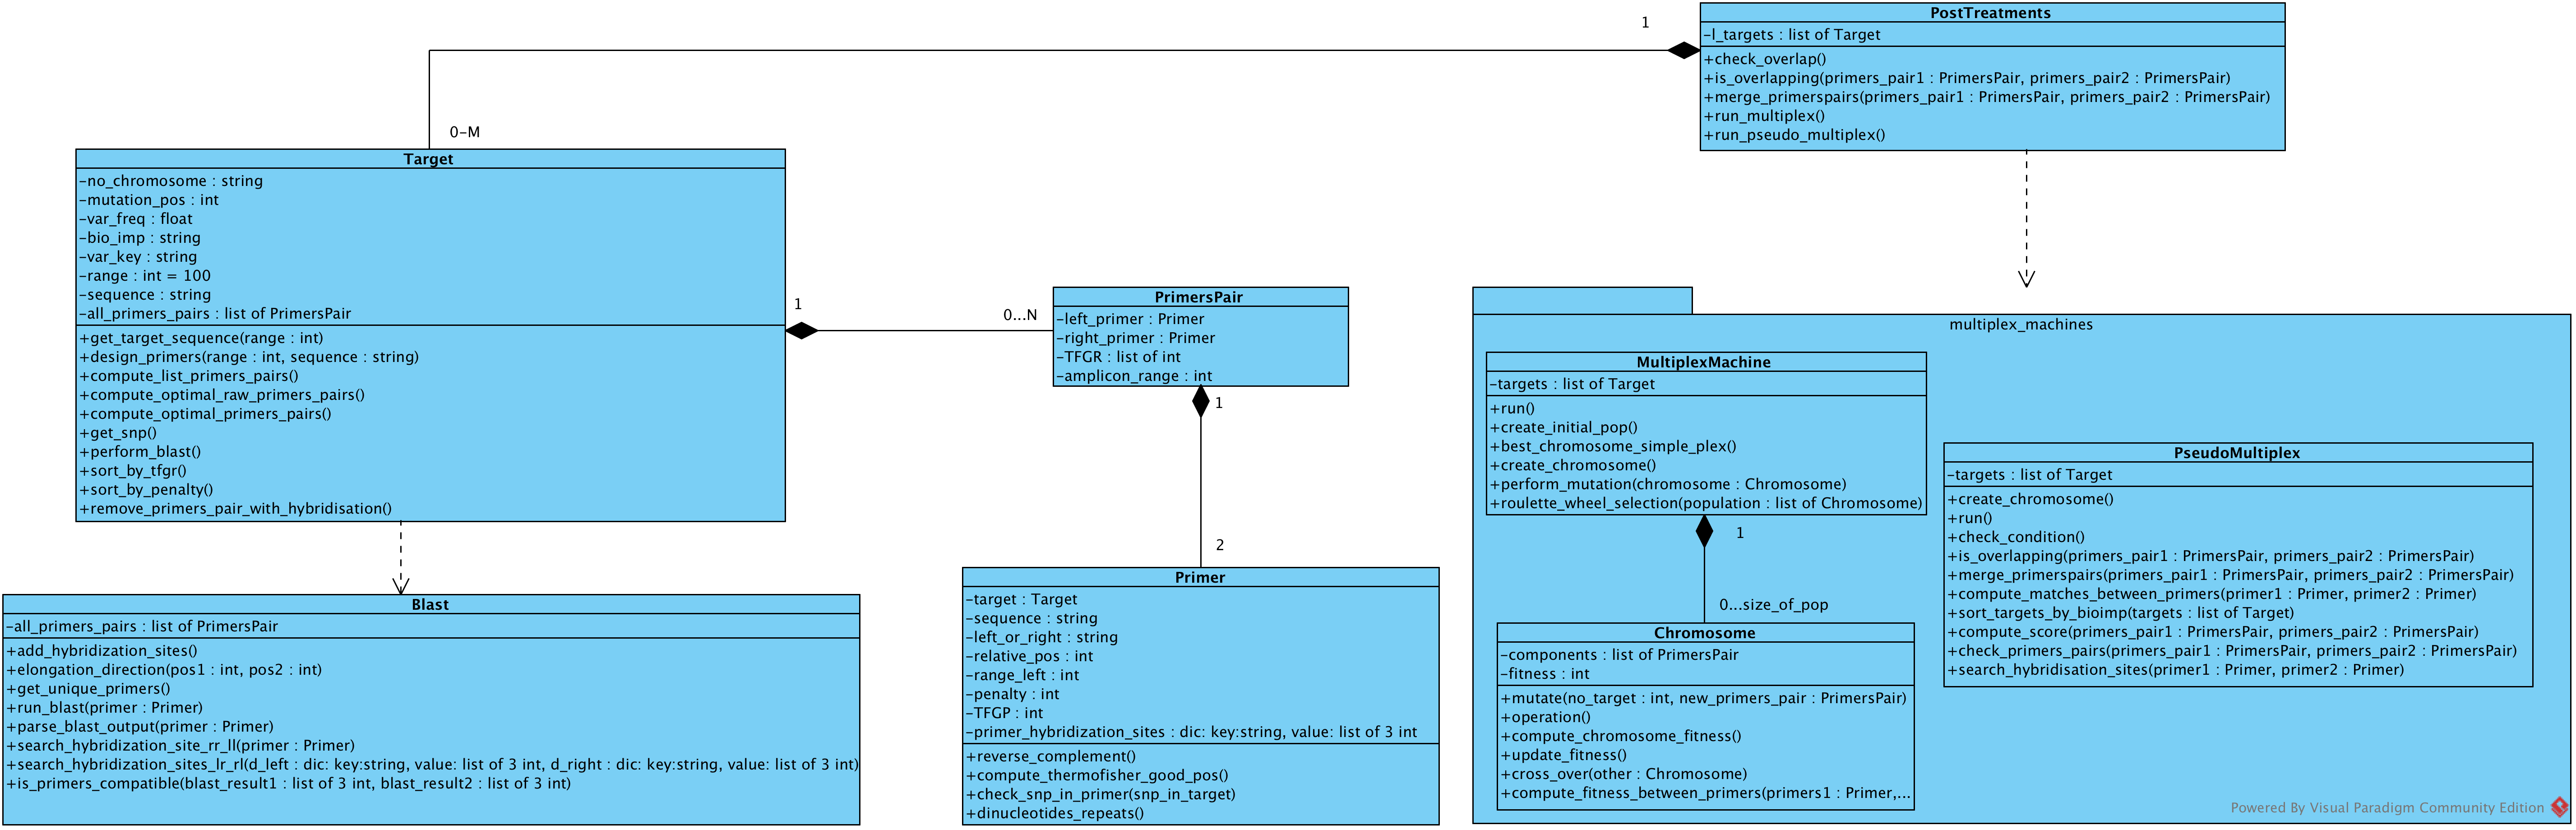 PostTreatments
-l_targets : list of Target
+check_overlap()
+is_overlapping(primers_pair1 : PrimersPair, primers_pair2 : PrimersPair)
+merge_primerspairs(primers_pair1 : PrimersPair, primers_pair2 : PrimersPair)
+run_multiplex()
+run_pseudo_multiplex()
1
0-M
Target
-no_chromosome : string
-mutation_pos : int
-var_freq : float
-bio_imp : string
-var_key : string
-range : int = 100
-sequence : string
-all_primers_pairs : list of PrimersPair
+get_target_sequence(range : int)
+design_primers(range : int, sequence : string)
+compute_list_primers_pairs()
+compute_optimal_raw_primers_pairs()
+compute_optimal_primers_pairs()
+get_snp()
+perform_blast()
+sort_by_tfgr()
+sort_by_penalty()
+remove_primers_pair_with_hybridisation()
1
0...N
PrimersPair
-left_primer : Primer
-right_primer : Primer
-TFGR : list of int
-amplicon_range : int
1
2
Blast
-all_primers_pairs : list of PrimersPair
+add_hybridization_sites()
+elongation_direction(pos1 : int, pos2 : int)
+get_unique_primers()
+run_blast(primer : Primer)
+parse_blast_output(primer : Primer)
+search_hybridization_site_rr_ll(primer : Primer)
+search_hybridization_sites_lr_rl(d_left : dic: key:string, value: list of 3 int, d_right : dic: key:string, value: list of 3 int)
+is_primers_compatible(blast_result1 : list of 3 int, blast_result2 : list of 3 int)
Primer
-target : Target
-sequence : string
-left_or_right : string
-relative_pos : int
-range_left : int
-penalty : int
-TFGP : int
-primer_hybridization_sites : dic: key:string, value: list of 3 int
+reverse_complement()
+compute_thermofisher_good_pos()
+check_snp_in_primer(snp_in_target)
+dinucleotides_repeats()
multiplex_machines
MultiplexMachine
-targets : list of Target
+run()
+create_initial_pop()
+best_chromosome_simple_plex()
+create_chromosome()
+perform_mutation(chromosome : Chromosome)
+roulette_wheel_selection(population : list of Chromosome)
1
0...size_of_pop
Chromosome
-components : list of PrimersPair
-fitness : int
+mutate(no_target : int, new_primers_pair : PrimersPair)
+operation()
+compute_chromosome_fitness()
+update_fitness()
+cross_over(other : Chromosome)
+compute_fitness_between_primers(primers1 : Primer,...
PseudoMultiplex
-targets : list of Target
+create_chromosome()
+run()
+check_condition()
+is_overlapping(primers_pair1 : PrimersPair, primers_pair2 : PrimersPair)
+merge_primerspairs(primers_pair1 : PrimersPair, primers_pair2 : PrimersPair)
+compute_matches_between_primers(primer1 : Primer, primer2 : Primer)
+sort_targets_by_bioimp(targets : list of Target)
+compute_score(primers_pair1 : PrimersPair, primers_pair2 : PrimersPair)
+check_primers_pairs(primers_pair1 : PrimersPair, primers_pair2 : PrimersPair)
+search_hybridisation_sites(primer1 : Primer, primer2 : Primer)
Powered By Visual Paradigm Community Edition